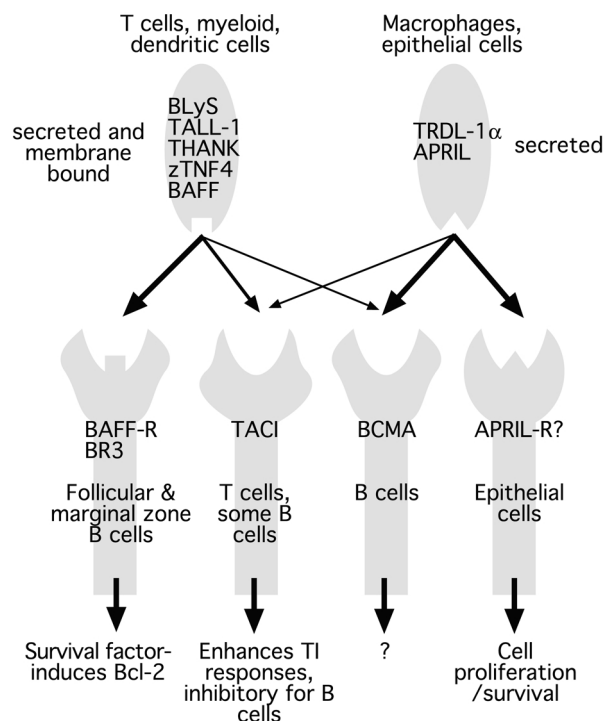 T cells, myeloid,
dendritic cells
Macrophages,
epithelial cells
secreted and
membrane
bound
BLyS
TALL-1
THANK
zTNF4
BAFF
TRDL-1α
APRIL
secreted
BAFF-R
BR3
TACI
BCMA
APRIL-R?
Follicular &
marginal zone
B cells
T cells,
some B
cells
B cells
Epithelial
cells
Survival factor-
induces Bcl-2
Enhances TI
responses,
inhibitory for B
cells
?
Cell
proliferation
/survival